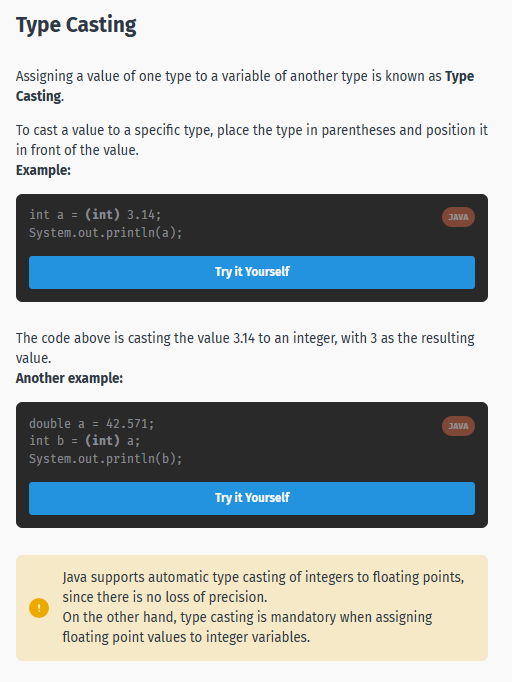 Type Casting
Assigning a value of one type to a variable of another type is known as Type
Casting.
To cast a value to a specific type, place the type in parentheses and position it
in front of the value.
Example:
int a = (int) 3.14;
JAVA
System.out.println(a);
Try it Yourself
The code above is casting the value 3.14 to an integer, with 3 as the resulting
value.
Another example:
double a = 42.571;
JAVA
int b = (int) a;
System.out.println(b);
Try it Yourself
Java supports automatic type casting of integers to floating points,
since there is no loss of precision.
On the other hand, type casting is mandatory when assigning
floating point values to integer variables.